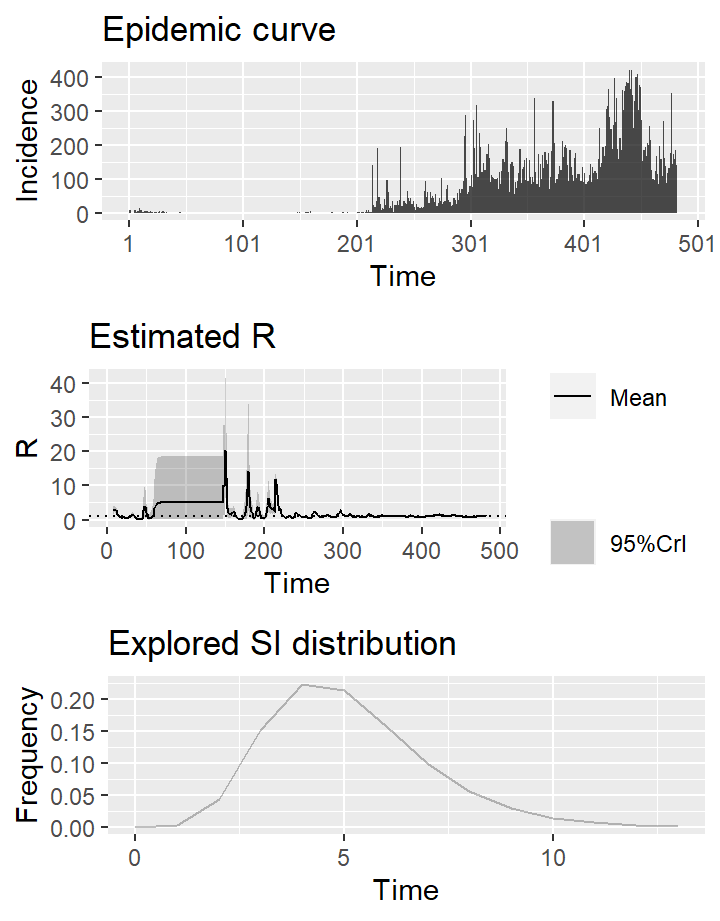 Epidemic curve
Incidence
400
300
200
100
0
1 101 201 301 401 501
Time
Estimated R
R
40
30
20
10
0
0 100 200 300 400 500
Time
Mean
95%CrI
Explored SI distribution
Frequency
0.20
0.15
0.10
0.05
0.00
0 5 10
Time